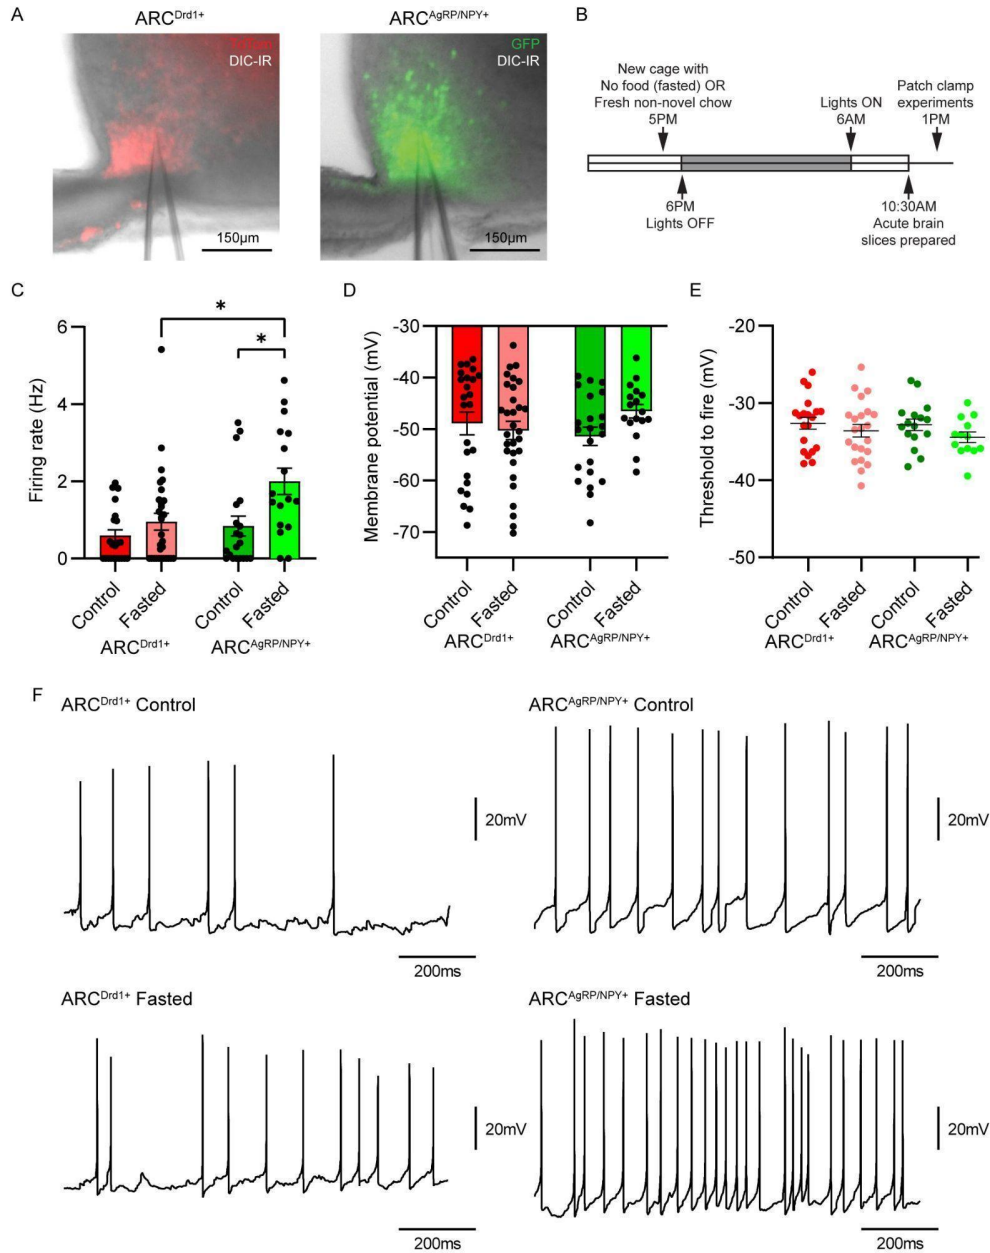 A
ARC^Drd1+
DIC-IR
150µm
ARC^AgRP/NPY+
GFP
DIC-IR
150µm
B
New cage with
No food (fasted) OR
Fresh non-novel chow
5PM
Lights ON
6AM
Patch clamp
experiments
1PM
6PM
Lights OFF
10:30AM
Acute brain
slices prepared
C
Firing rate (Hz)
6
4
2
0
*
*
Control
Fasted
Control
Fasted
ARC^Drd1+
ARC^AgRP/NPY+
D
Membrane potential (mV)
-30
-40
-50
-60
-70
Control
Fasted
Control
Fasted
ARC^Drd1+
ARC^AgRP/NPY+
E
Threshold to fire (mV)
-20
-30
-40
-50
Control
Fasted
Control
Fasted
ARC^Drd1+
ARC^AgRP/NPY+
F
ARC^Drd1+ Control
20mV
200ms
ARC^AgRP/NPY+ Control
20mV
200ms
ARC^Drd1+ Fasted
20mV
200ms
ARC^AgRP/NPY+ Fasted
20mV
200ms